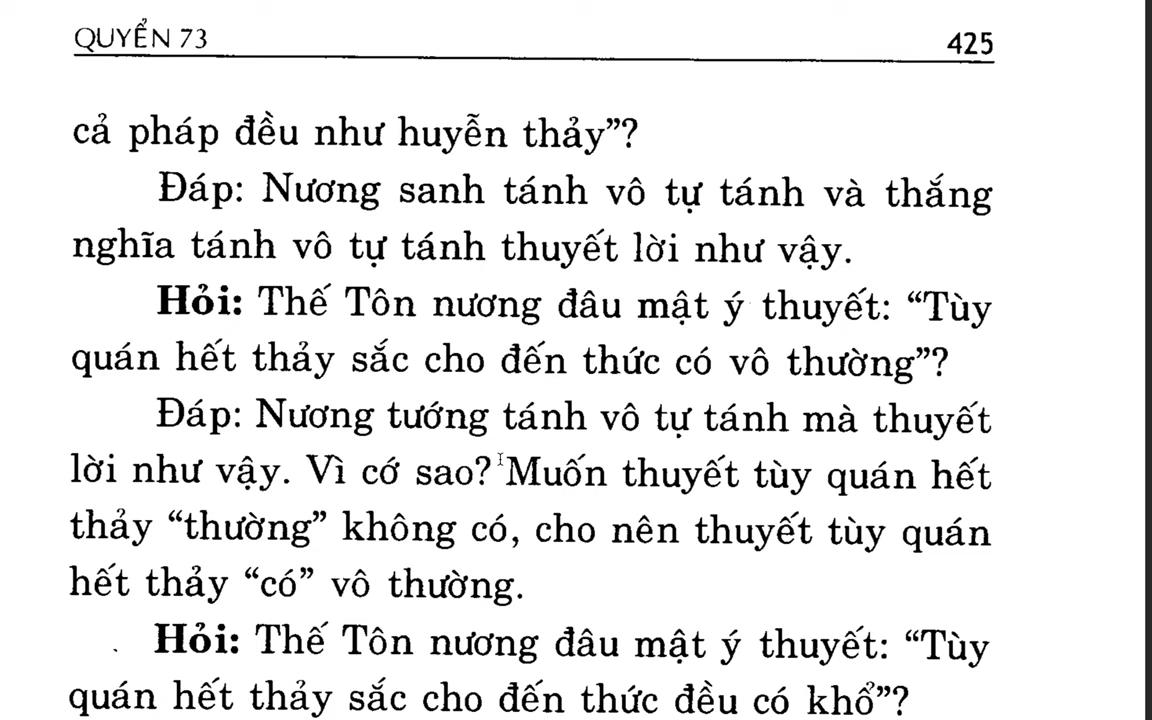 QUYỂN 73
425
cả pháp đều như huyễn thảy”?
Đáp: Nương sanh tánh vô tự tánh và thắng
nghĩa tánh vô tự tánh thuyết lời như vậy.
Hỏi: Thế Tôn nương đâu mật ý thuyết: “Tùy
quán hết thảy sắc cho đến thức có vô thường”?
Đáp: Nương tướng tánh vô tự tánh mà thuyết
lời như vậy. Vì cớ sao? Muốn thuyết tùy quán hết
thảy “thường” không có, cho nên thuyết tùy quán
hết thảy “có” vô thường.
Hỏi: Thế Tôn nương đâu mật ý thuyết: “Tùy
quán hết thảy sắc cho đến thức đều có khổ”?